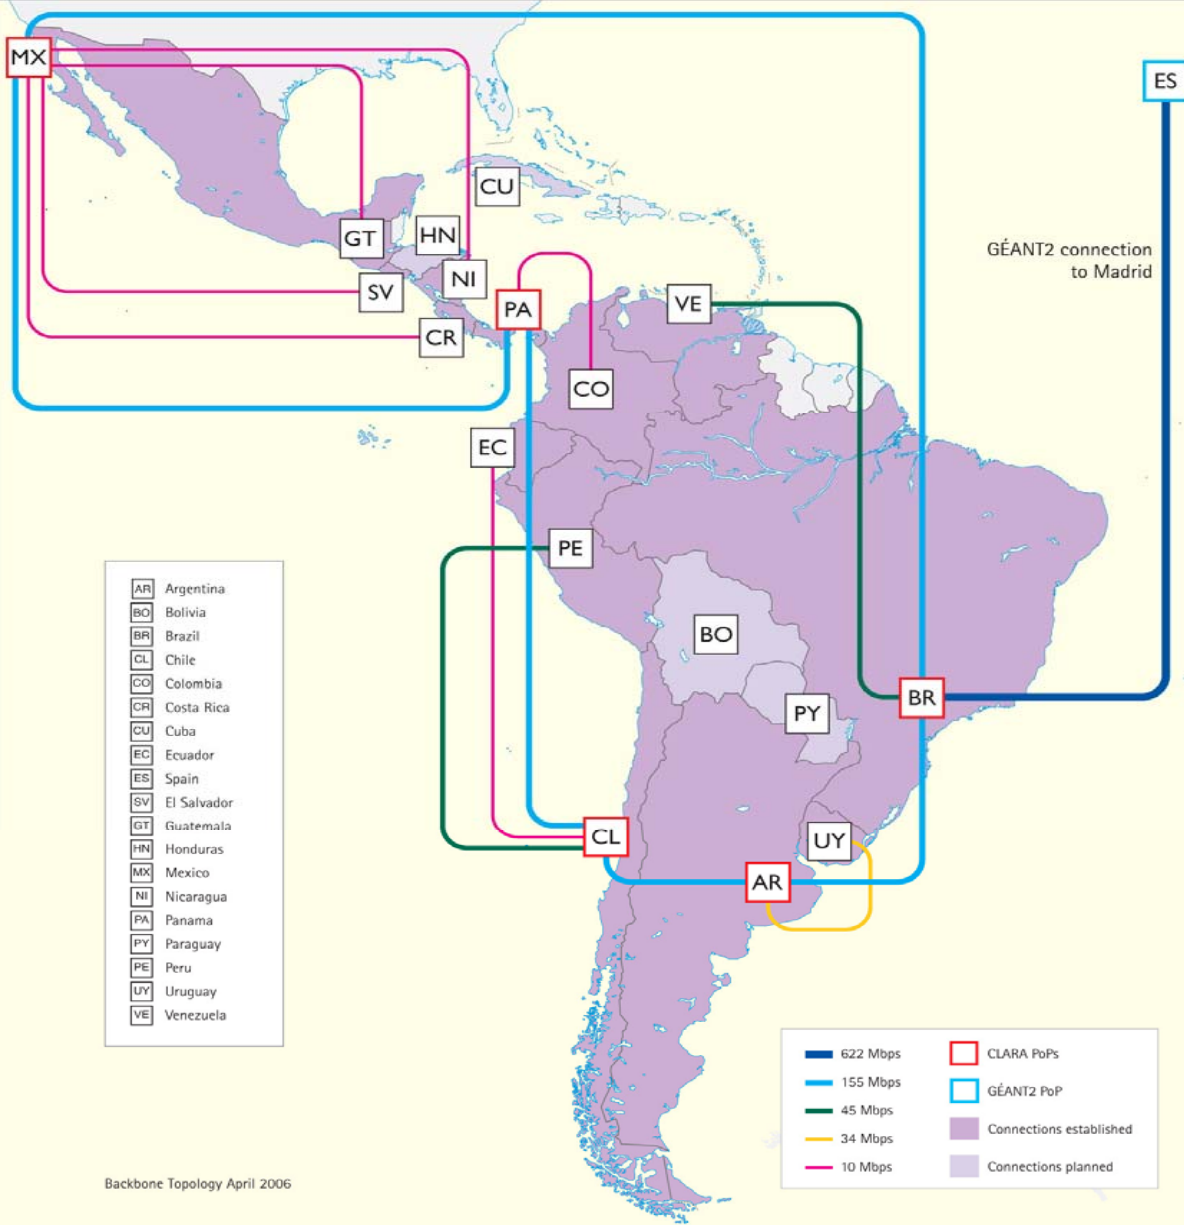 MX
ES
CU
GÉANT2 connection
to Madrid
GT
HN
NI
SV
PA
VE
CR
CO
EC
PE
BO
BR
PY
CL
UY
AR
AR Argentina
BO Bolivia
BR Brazil
CL Chile
CO Colombia
CR Costa Rica
CU Cuba
EC Ecuador
ES Spain
SV El Salvador
GT Guatemala
HN Honduras
MX Mexico
NI Nicaragua
PA Panama
PY Paraguay
PE Peru
UY Uruguay
VE Venezuela
622 Mbps
155 Mbps
45 Mbps
34 Mbps
10 Mbps
CLARA PoPs
GÉANT2 PoP
Connections established
Connections planned
Backbone Topology April 2006